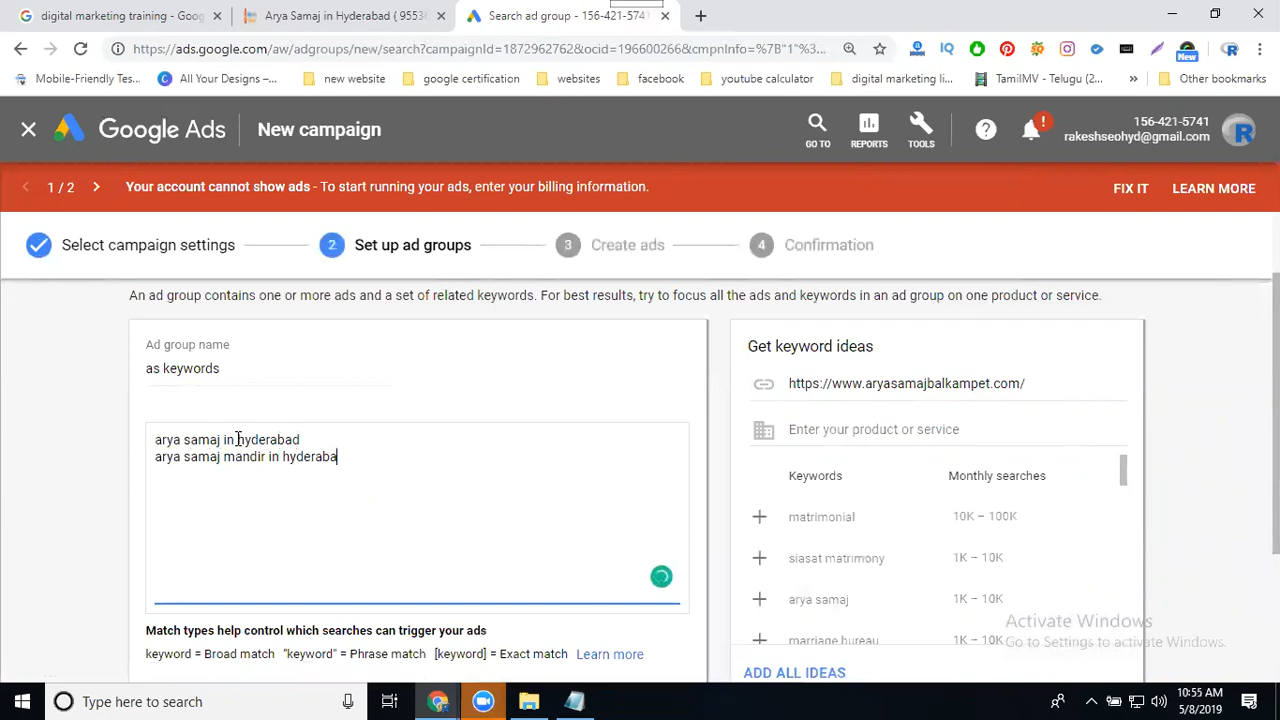 digital marketing training - Goog
Arya Samaj in Hyderabad ( 95536
Search ad group - 156-421-5741
https://ads.google.com/aw/adgroups/new/search?campaignId=1872962762&ocid=196600266&cmpnInfo=%7B"1"%3...
New
Mobile-Friendly Tes...
All Your Designs –...
new website
google certification
websites
facebook
youtube calculator
digital marketing li...
TamilMV - Telugu (2...
Other bookmarks
Google Ads
New campaign
GO TO
REPORTS
TOOLS
156-421-5741
rakeshseohyd@gmail.com
1 / 2
Your account cannot show ads - To start running your ads, enter your billing information.
FIX IT
LEARN MORE
Select campaign settings
2 Set up ad groups
3 Create ads
4 Confirmation
An ad group contains one or more ads and a set of related keywords. For best results, try to focus all the ads and keywords in an ad group on one product or service.
Ad group name
as keywords
arya samaj in hyderabad
arya samaj mandir in hyderaba
Match types help control which searches can trigger your ads
keyword = Broad match "keyword" = Phrase match [keyword] = Exact match Learn more
Get keyword ideas
https://www.aryasamajbalkampet.com/
Enter your product or service
Keywords Monthly searches
matrimonial 10K – 100K
siasat matrimony 1K – 10K
arya samaj 1K – 10K
marriage bureau 1K – 10K
ADD ALL IDEAS
Activate Windows
Go to Settings to activate Windows.
Type here to search
10:55 AM
5/8/2019